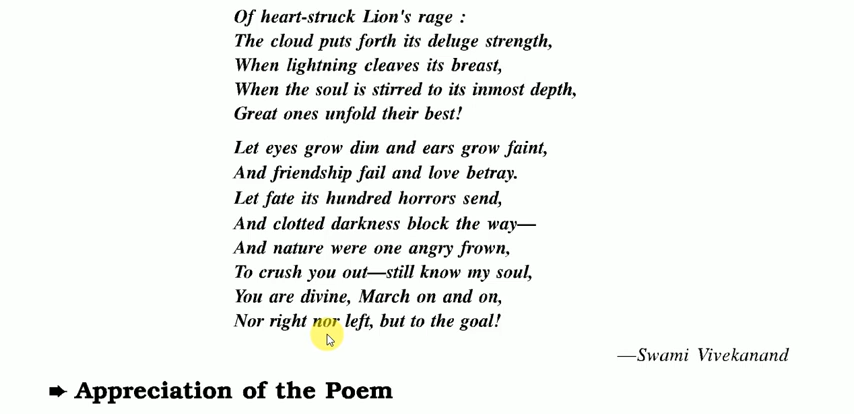 Of heart-struck Lion's rage :
The cloud puts forth its deluge strength,
When lightning cleaves its breast,
When the soul is stirred to its inmost depth,
Great ones unfold their best!
Let eyes grow dim and ears grow faint,
And friendship fail and love betray.
Let fate its hundred horrors send,
And clotted darkness block the way—
And nature were one angry frown,
To crush you out—still know my soul,
You are divine, March on and on,
Nor right nor left, but to the goal!
—Swami Vivekanand
➨ Appreciation of the Poem